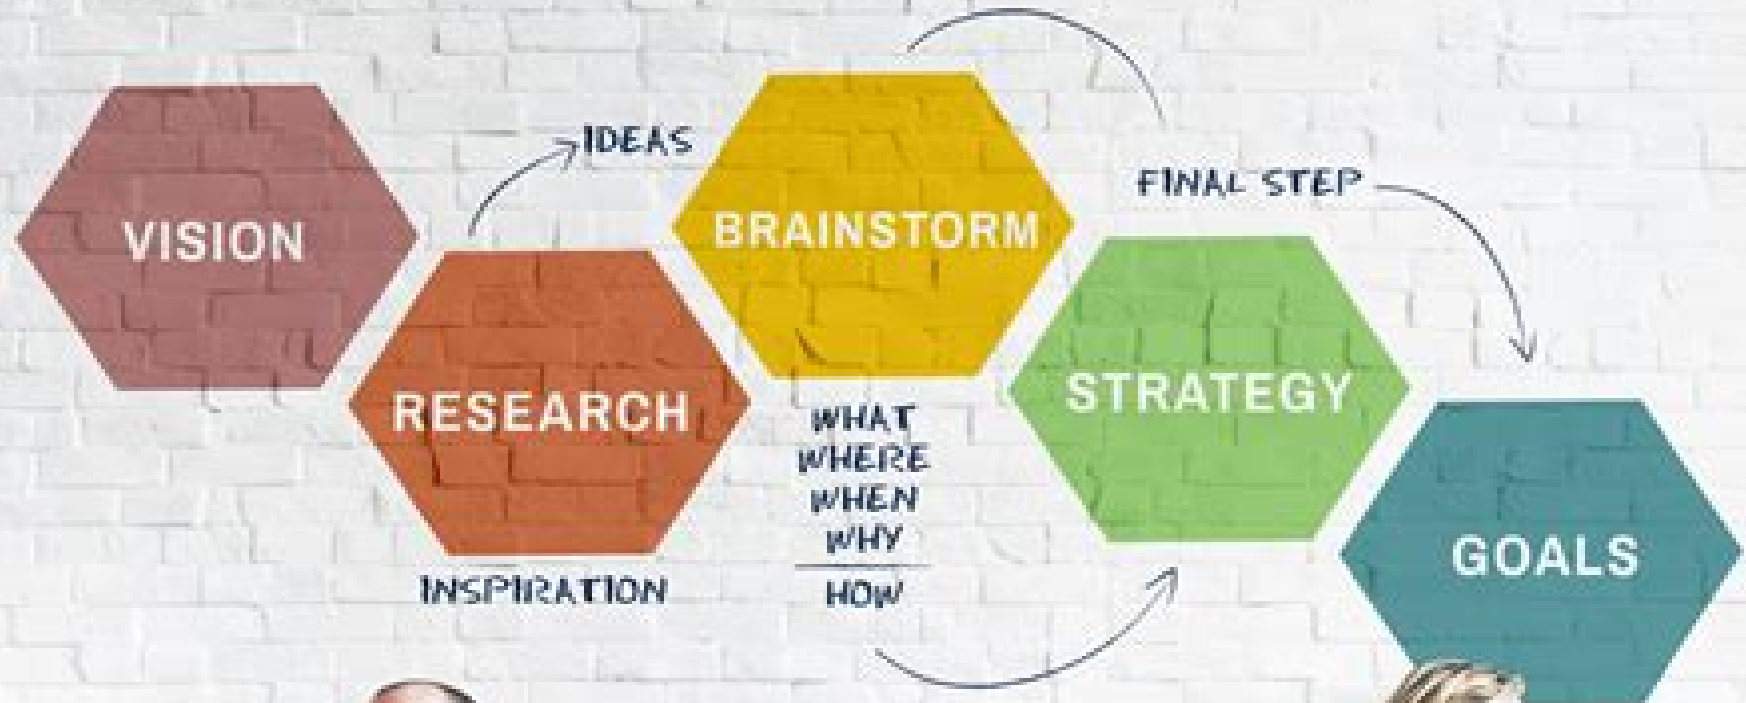 VISION
RESEARCH
INSPIRATION
IDEAS
BRAINSTORM
WHAT
WHERE
WHEN
WHY
HOW
STRATEGY
FINAL STEP
GOALS